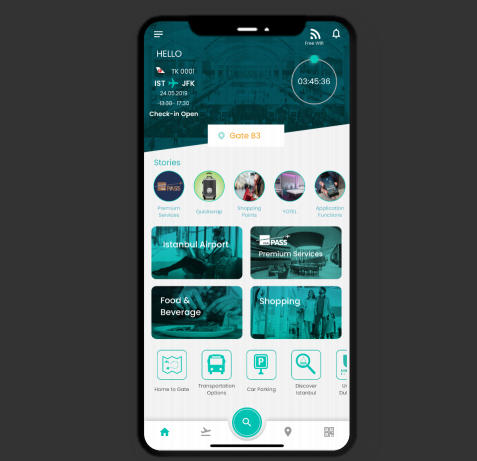 Free Wifi
HELLO
TK 0001
IST JFK
24.05.2019
13:30 - 17:30
Check-in Open
03:45:36
Gate B3
Stories
PASS
Premium Services
Quickwrap
Shopping Points
YOTEL
Application Functions
Istanbul Airport
PASS
Premium Services
Food & Beverage
Shopping
Home to Gate
Transportation Options
Car Parking
Discover Istanbul